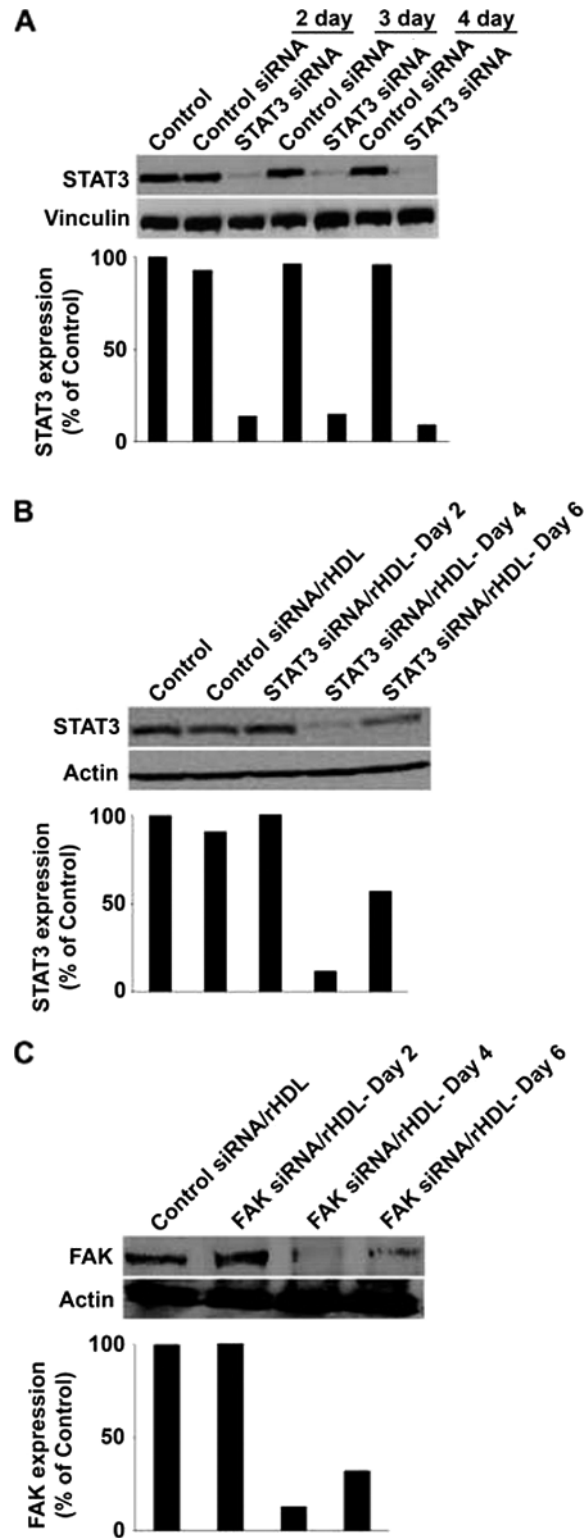 A
2 day
3 day
4 day
Control
Control siRNA
STAT3 siRNA
Control siRNA
STAT3 siRNA
Control siRNA
STAT3 siRNA
STAT3
Vinculin
100
50
0
STAT3 expression
(% of Control)
B
Control
Control siRNA/rHDL
STAT3 siRNA/rHDL- Day 2
STAT3 siRNA/rHDL- Day 4
STAT3 siRNA/rHDL- Day 6
STAT3
Actin
100
50
0
STAT3 expression
(% of Control)
C
Control siRNA/rHDL
FAK siRNA/rHDL- Day 2
FAK siRNA/rHDL- Day 4
FAK siRNA/rHDL- Day 6
FAK
Actin
100
50
0
FAK expression
(% of Control)